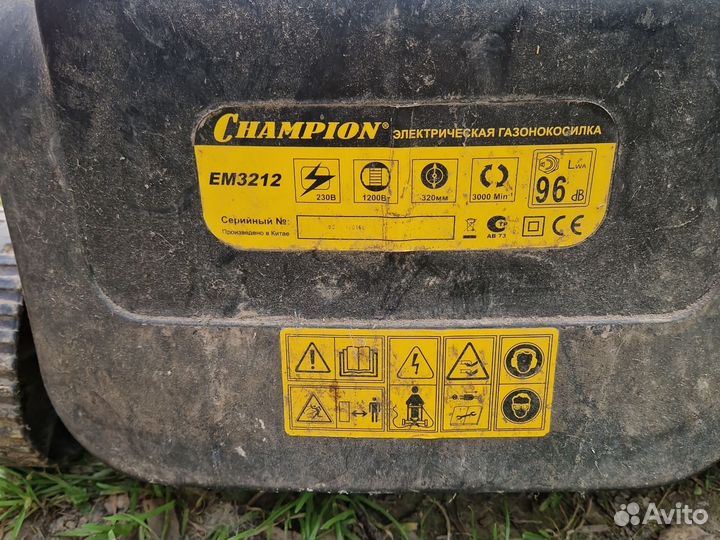 CHAMPION® ЭЛЕКТРИЧЕСКАЯ ГАЗОНОКОСИЛКА
EM3212
230В
1200Вт
320мм
3000 Min⁻¹
LWA
96 dB
Серийный №:
Произведено в Китае
АВ 73
CE
Avito